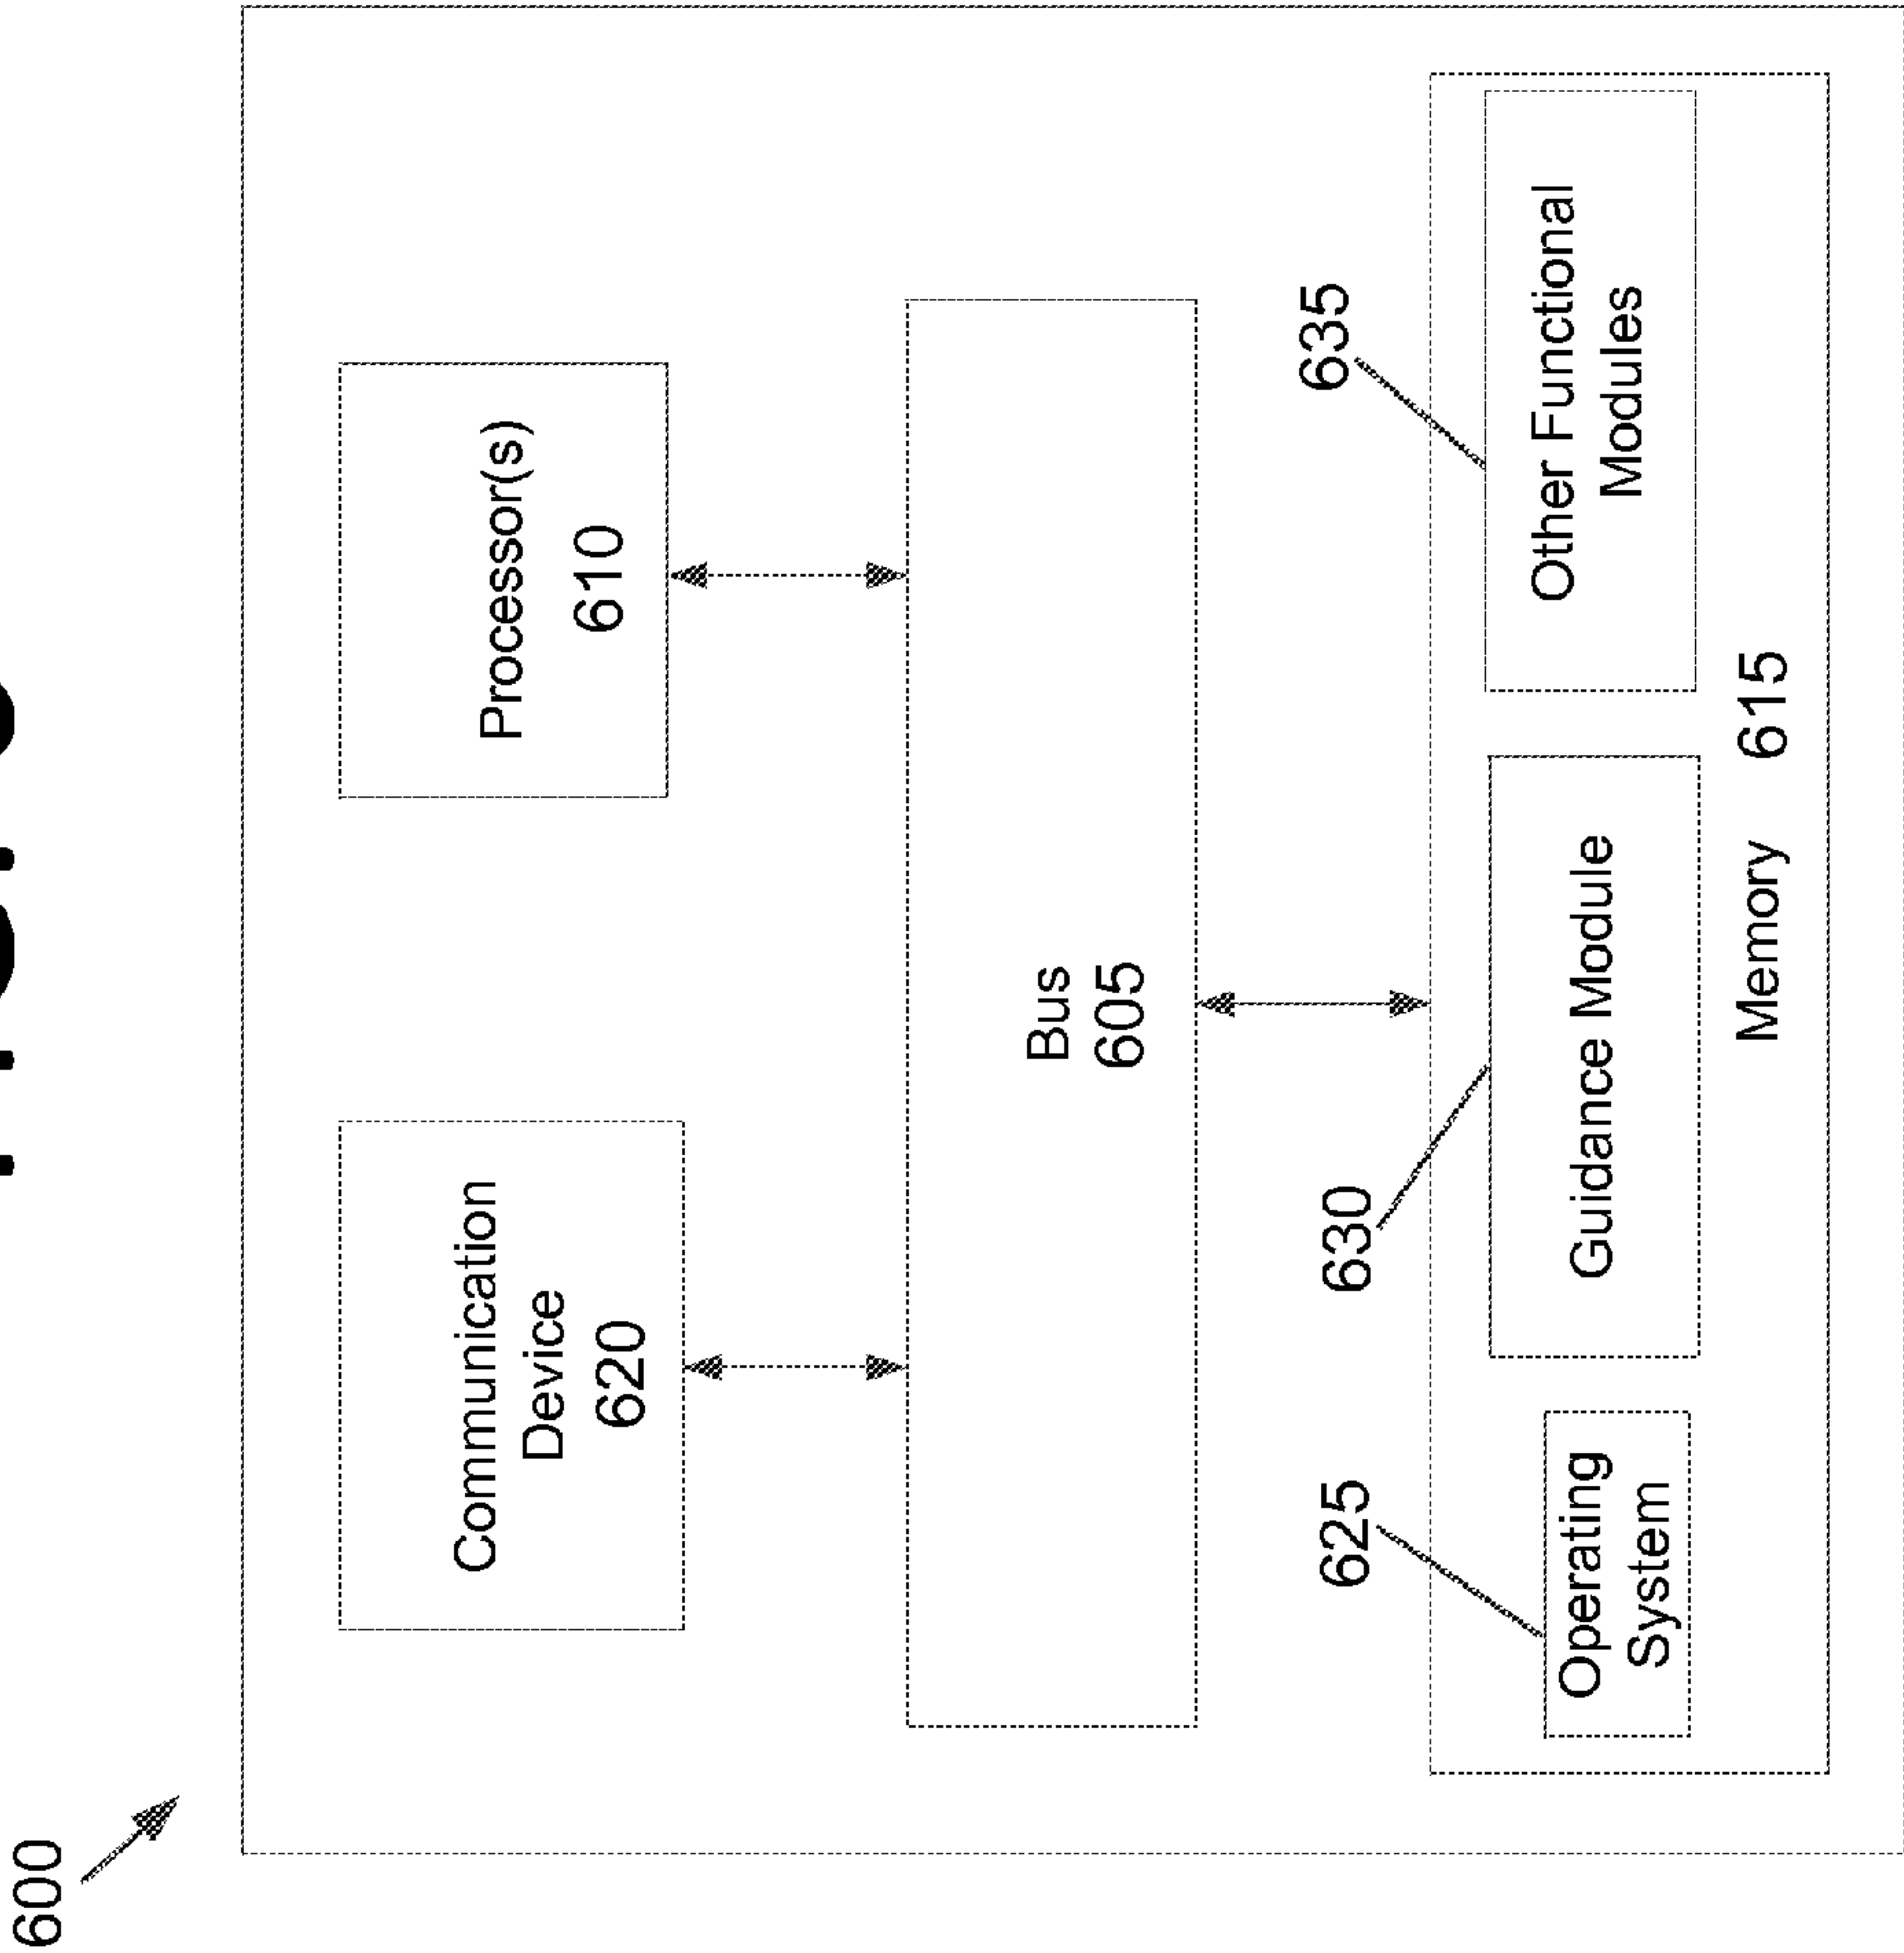 600
Communication
Device
620
Processor(s)
610
Bus
605
625
630
635
Operating
System
Guidance Module
Other Functional
Modules
Memory 615